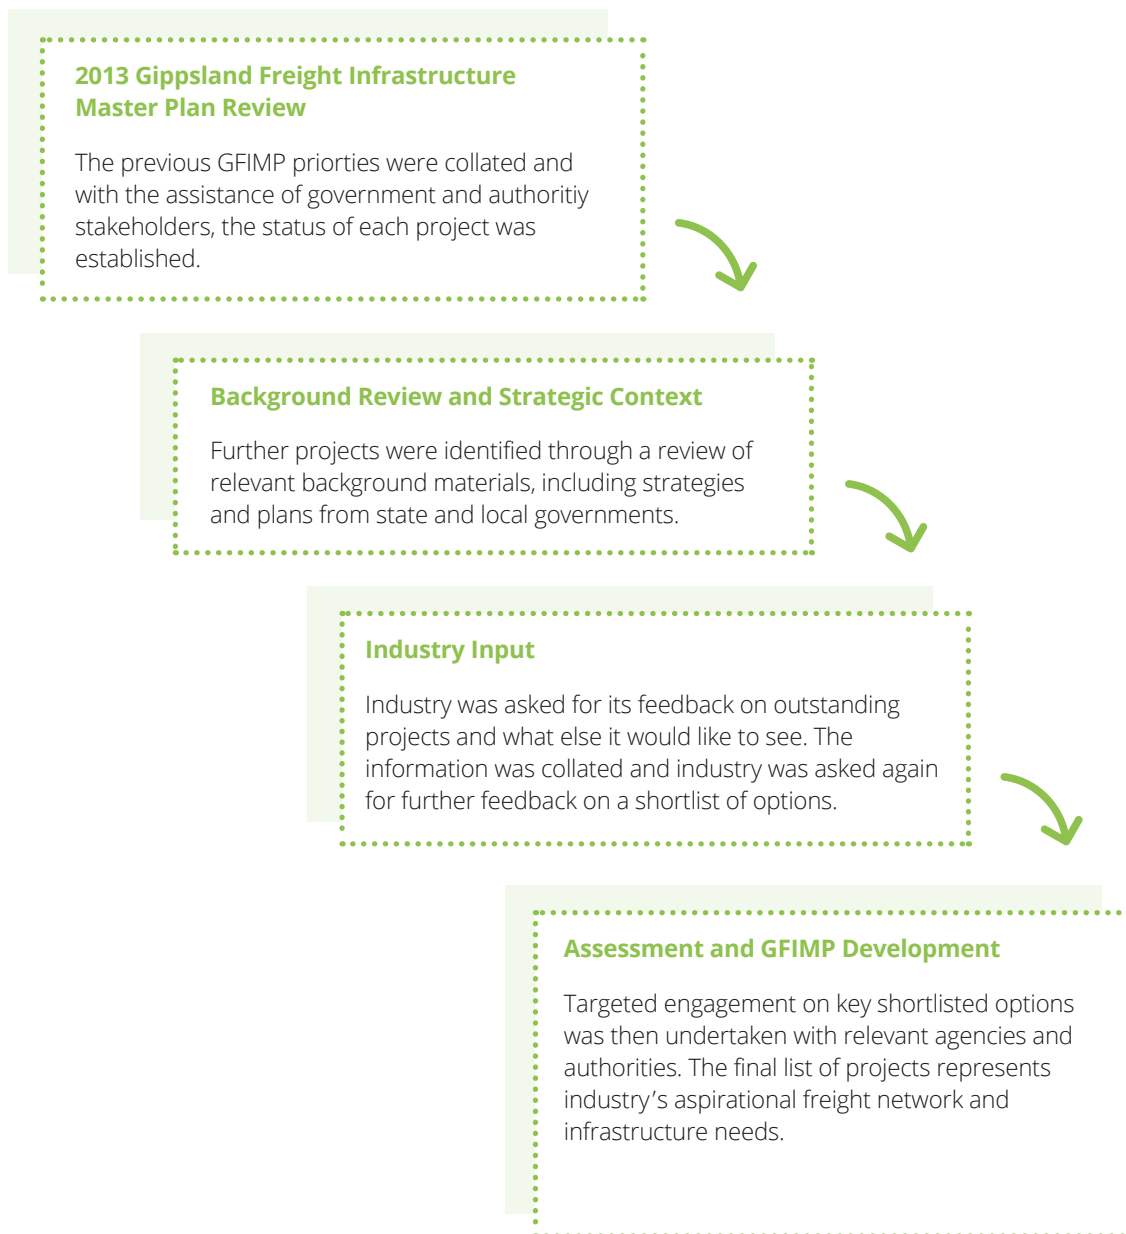 2013 Gippsland Freight Infrastructure
Master Plan Review
The previous GFIMP priorties were collated and
with the assistance of government and authoritiy
stakeholders, the status of each project was
established.
Background Review and Strategic Context
Further projects were identified through a review of
relevant background materials, including strategies
and plans from state and local governments.
Industry Input
Industry was asked for its feedback on outstanding
projects and what else it would like to see. The
information was collated and industry was asked again
for further feedback on a shortlist of options.
Assessment and GFIMP Development
Targeted engagement on key shortlisted options
was then undertaken with relevant agencies and
authorities. The final list of projects represents
industry's aspirational freight network and
infrastructure needs.